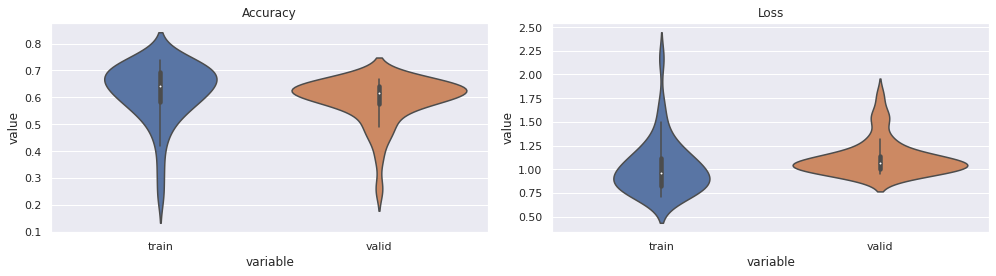 Accuracy
value
0.8
0.7
0.6
0.5
0.4
0.3
0.2
0.1
train
valid
variable
Loss
value
2.50
2.25
2.00
1.75
1.50
1.25
1.00
0.75
0.50
train
valid
variable